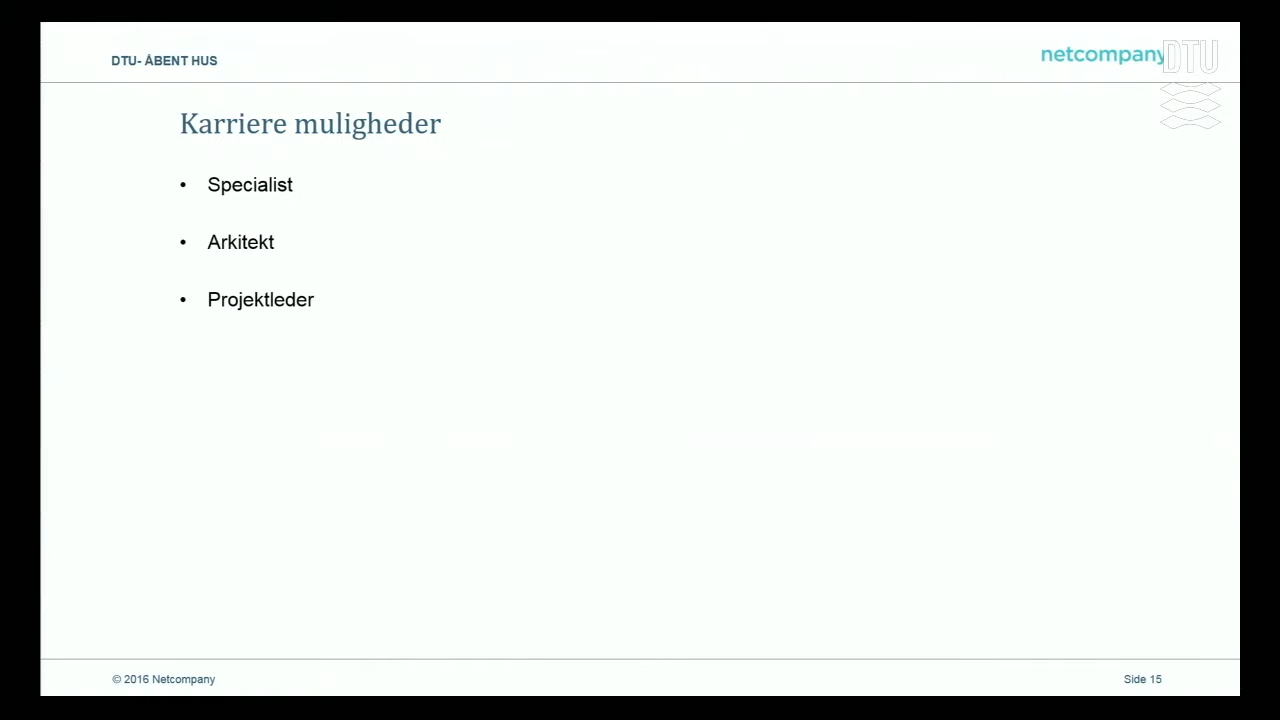 DTU- ÅBENT HUS
netcompany
DTU
Karriere muligheder
• Specialist
• Arkitekt
• Projektleder
© 2016 Netcompany
Side 15